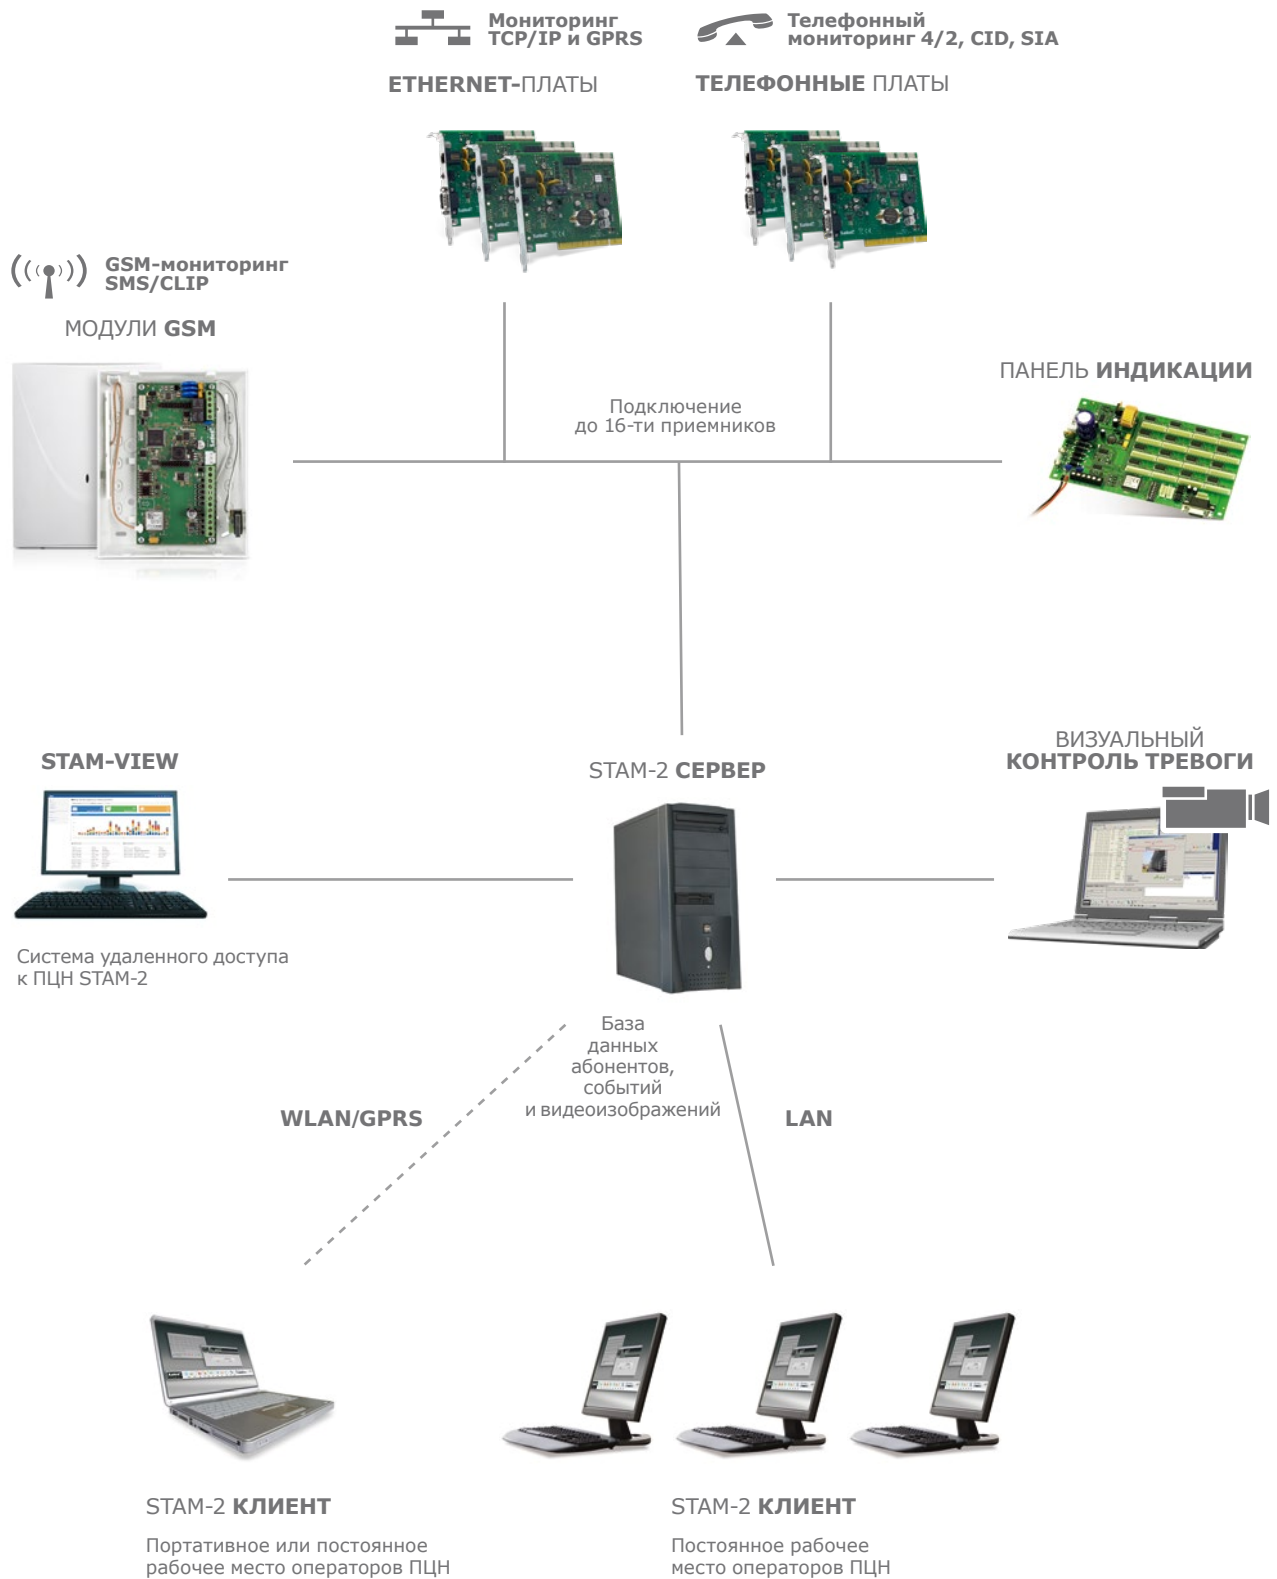 Мониторинг
TCP/IP и GPRS
Телефонный
мониторинг 4/2, CID, SIA
ETHERNET-ПЛАТЫ
ТЕЛЕФОННЫЕ ПЛАТЫ
GSM-мониторинг
SMS/CLIP
МОДУЛИ GSM
ПАНЕЛЬ ИНДИКАЦИИ
Подключение
до 16-ти приемников
STAM-VIEW
STAM-2 СЕРВЕР
ВИЗУАЛЬНЫЙ
КОНТРОЛЬ ТРЕВОГИ
Система удаленного доступа
к ПЦН STAM-2
База
данных
абонентов,
событий
и видеоизображений
WLAN/GPRS
LAN
STAM-2 КЛИЕНТ
Портативное или постоянное
рабочее место операторов ПЦН
STAM-2 КЛИЕНТ
Постоянное рабочее
место операторов ПЦН